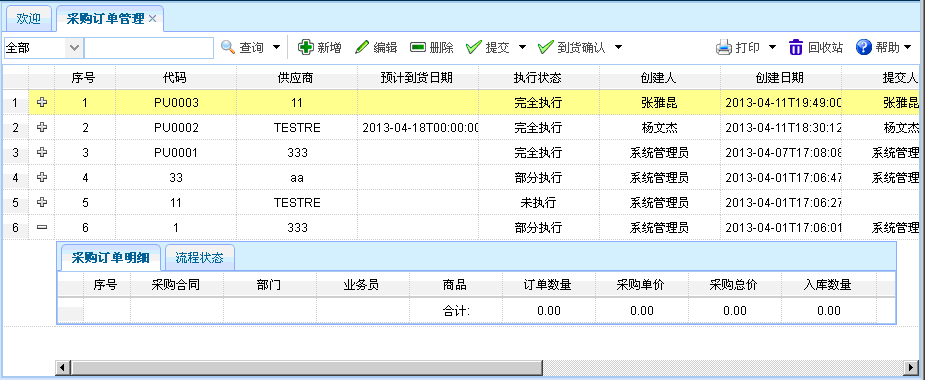 欢迎 采购订单管理
全部 查询 新增 编辑 删除 提交 到货确认 打印 回收站 帮助
序号 代码 供应商 预计到货日期 执行状态 创建人 创建日期 提交人
1 1 PU0003 11 完全执行 张雅昆 2013-04-11T19:49:00 张雅昆
2 2 PU0002 TESTRE 2013-04-18T00:00:00 完全执行 杨文杰 2013-04-11T18:30:12 杨文杰
3 3 PU0001 333 完全执行 系统管理员 2013-04-07T17:08:08 系统管理员
4 4 33 aa 部分执行 系统管理员 2013-04-01T17:06:47 系统管理员
5 5 11 TESTRE 未执行 系统管理员 2013-04-01T17:06:27
6 6 1 333 部分执行 系统管理员 2013-04-01T17:06:01 系统管理员
采购订单明细 流程状态
序号 采购合同 部门 业务员 商品 订单数量 采购单价 采购总价 入库数量
合计: 0.00 0.00 0.00 0.00